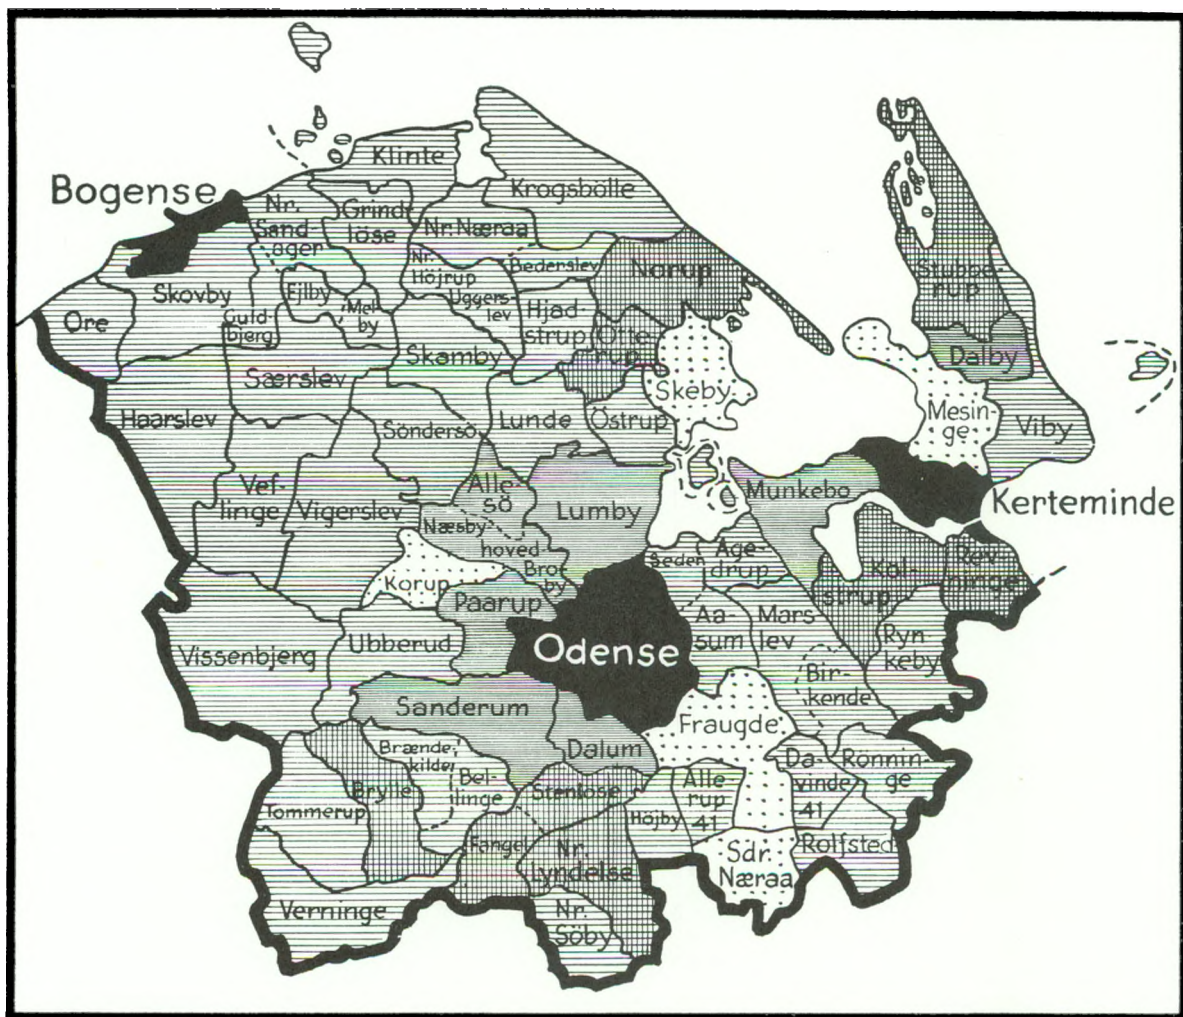 Klinte
Bogense
Krogsbölle
Nr.
Sand-
ager
Grind-
löse
Nr. Næraa
Nr.
Höjrup
Bederslev
Norup
Stubbe-
rup
Skovby
Ejlby
Mel-
by
Uggers-
lev
Hjad-
strup
Otte-
rup
Ore
Guld-
bjerg
Skamby
Dalby
Særslev
Skeby
Haarslev
Söndersö
Lunde
Östrup
Mesin-
ge
Viby
Vef-
linge
Vigerslev
Alle-
sö
Lumby
Munkebo
Kerteminde
Næsby
hoved-
Bro-
by
Seden
Age-
drup
Kol-
strup
Rev-
ninge
Korup
Paarup
Aa-
sum
Mars-
lev
Ryn-
keby
Vissenbjerg
Ubberud
Odense
Bir-
kende
Sanderum
Fraugde
Dalum
Brænde-
kilde
Bel-
linge
Da-
vinde
41
Rönnin-
ge
Brylle
Stenlöse
Alle-
rup
41
Tommerup
Höjby
Fangel
Nr.
Lyndelse
Sdr.
Næraa
Rolfsted
Verninge
Nr.
Söby